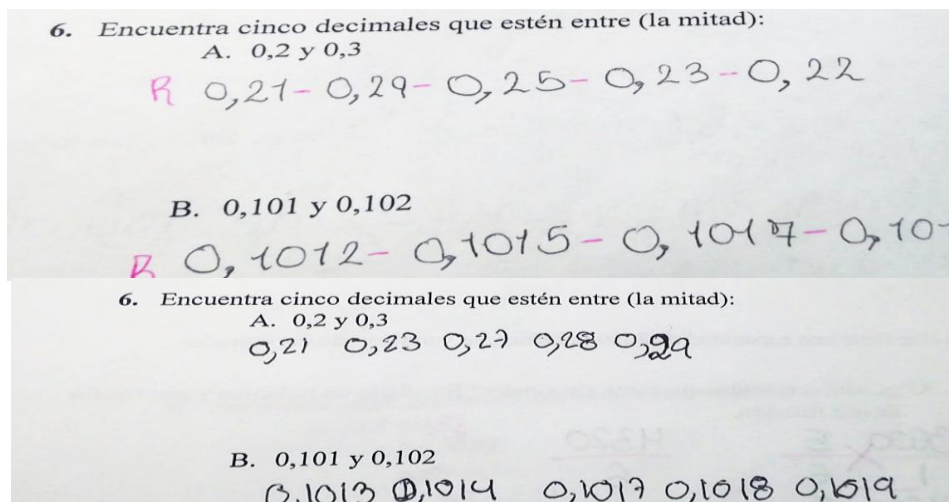 6. Encuentra cinco decimales que estén entre (la mitad):
A. 0,2 y 0,3
R 0,21 - 0,29 - 0,25 - 0,23 - 0,22
B. 0,101 y 0,102
R 0,1012 - 0,1015 - 0,1017 - 0,10
6. Encuentra cinco decimales que estén entre (la mitad):
A. 0,2 y 0,3
0,21 0,23 0,27 0,28 0,29
B. 0,101 y 0,102
0,1013 0,1014 0,1017 0,1018 0,1019